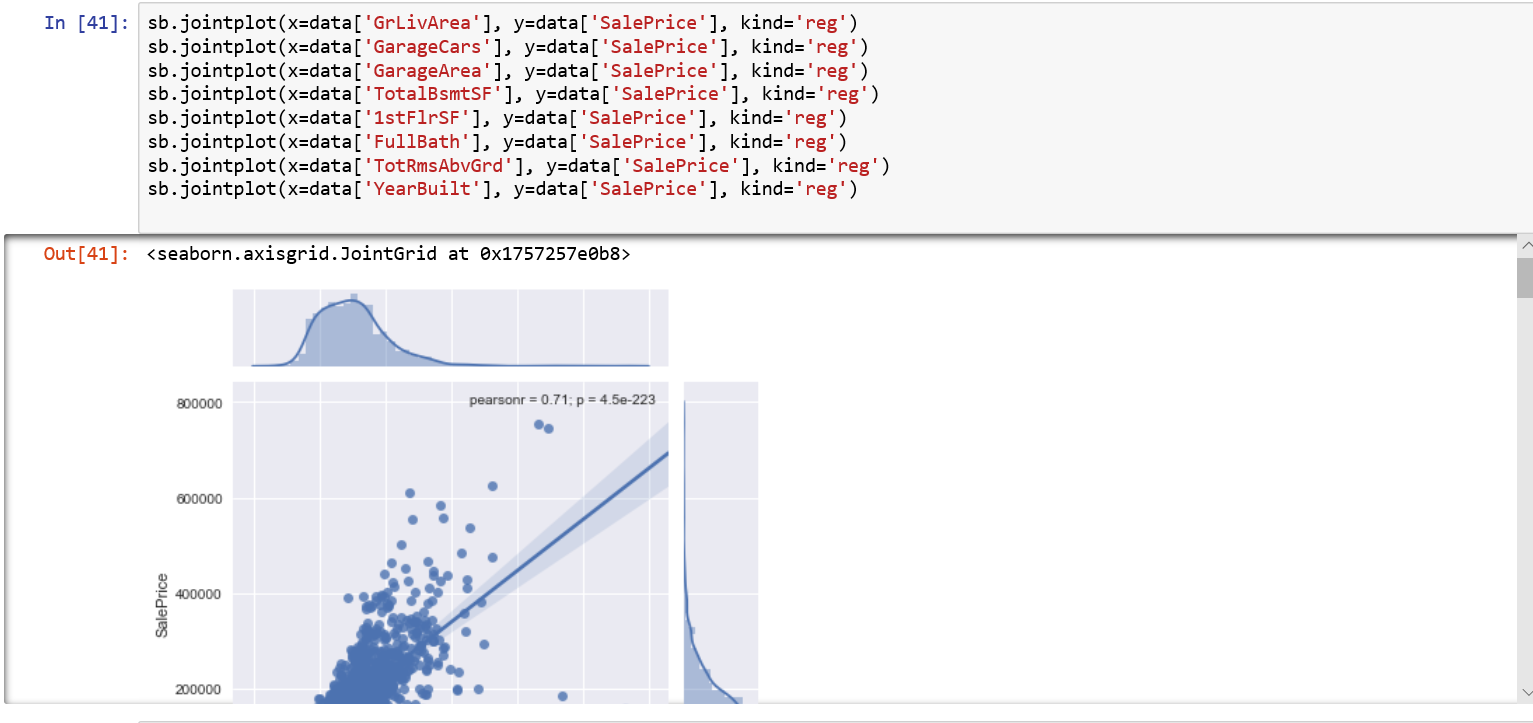 In [41]: sb.jointplot(x=data['GrLivArea'], y=data['SalePrice'], kind='reg')
sb.jointplot(x=data['GarageCars'], y=data['SalePrice'], kind='reg')
sb.jointplot(x=data['GarageArea'], y=data['SalePrice'], kind='reg')
sb.jointplot(x=data['TotalBsmtSF'], y=data['SalePrice'], kind='reg')
sb.jointplot(x=data['1stFlrSF'], y=data['SalePrice'], kind='reg')
sb.jointplot(x=data['FullBath'], y=data['SalePrice'], kind='reg')
sb.jointplot(x=data['TotRmsAbvGrd'], y=data['SalePrice'], kind='reg')
sb.jointplot(x=data['YearBuilt'], y=data['SalePrice'], kind='reg')
Out[41]: <seaborn.axisgrid.JointGrid at 0x1757257e0b8>
pearsonr = 0.71; p = 4.5e-223
800000
600000
400000
200000
SalePrice